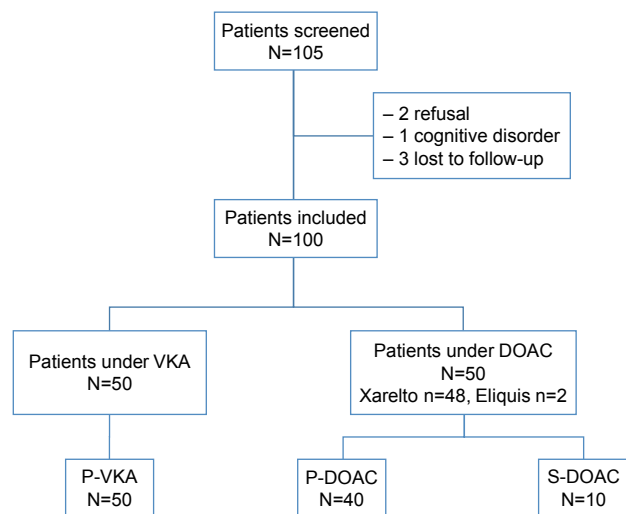 Patients screened
N=105
– 2 refusal
– 1 cognitive disorder
– 3 lost to follow-up
Patients included
N=100
Patients under VKA
N=50
Patients under DOAC
N=50
Xarelto n=48, Eliquis n=2
P-VKA
N=50
P-DOAC
N=40
S-DOAC
N=10